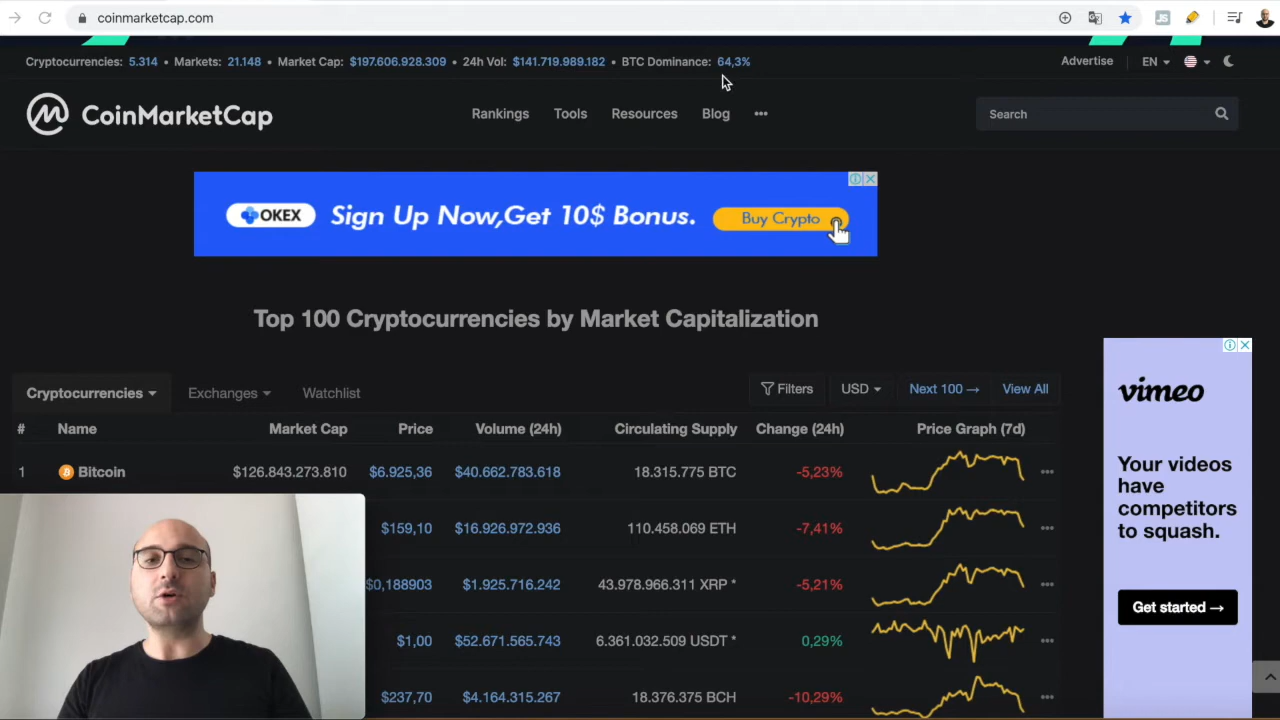 coinmarketcap.com
JS
Cryptocurrencies: 5.314 • Markets: 21.148 • Market Cap: $197.606.928.309 • 24h Vol: $141.719.989.182 • BTC Dominance: 64,3%
Advertise
EN
CoinMarketCap
Rankings
Tools
Resources
Blog
Search
OKEX
Sign Up Now,Get 10$ Bonus.
Buy Crypto
Top 100 Cryptocurrencies by Market Capitalization
Cryptocurrencies
Exchanges
Watchlist
Filters
USD
Next 100 →
View All
# Name Market Cap Price Volume (24h) Circulating Supply Change (24h) Price Graph (7d)
1 Bitcoin $126.843.273.810 $6.925,36 $40.662.783.618 18.315.775 BTC -5,23%
$159,10 $16.926.972.936 110.458.069 ETH -7,41%
$0,188903 $1.925.716.242 43.978.966.311 XRP * -5,21%
$1,00 $52.671.565.743 6.361.032.509 USDT * 0,29%
$237,70 $4.164.315.267 18.376.375 BCH -10,29%
vimeo
Your videos
have
competitors
to squash.
Get started →